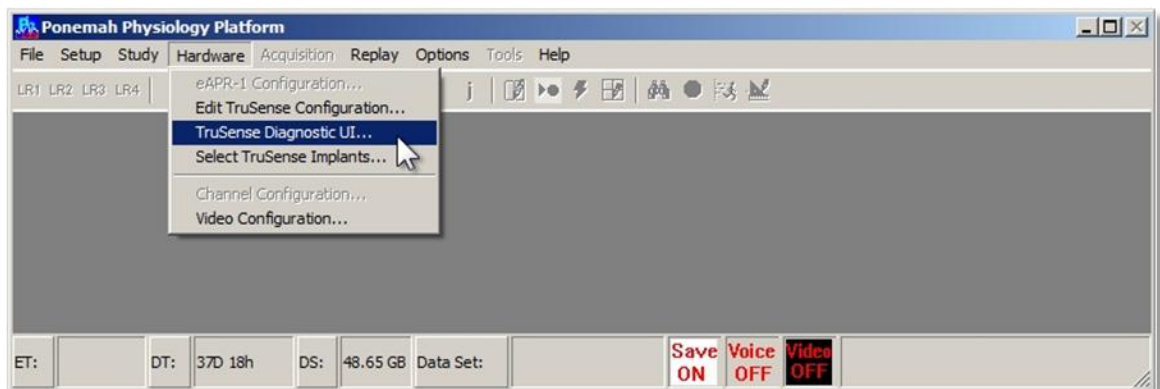 Ponemah Physiology Platform
File Setup Study Hardware Acquisition Replay Options Tools Help
LR1 LR2 LR3 LR4 j
eAPR-1 Configuration...
Edit TruSense Configuration...
TruSense Diagnostic UI...
Select TruSense Implants...
Channel Configuration...
Video Configuration...
ET: DT: 37D 18h DS: 48.65 GB Data Set: Save Voice Video
ON OFF OFF